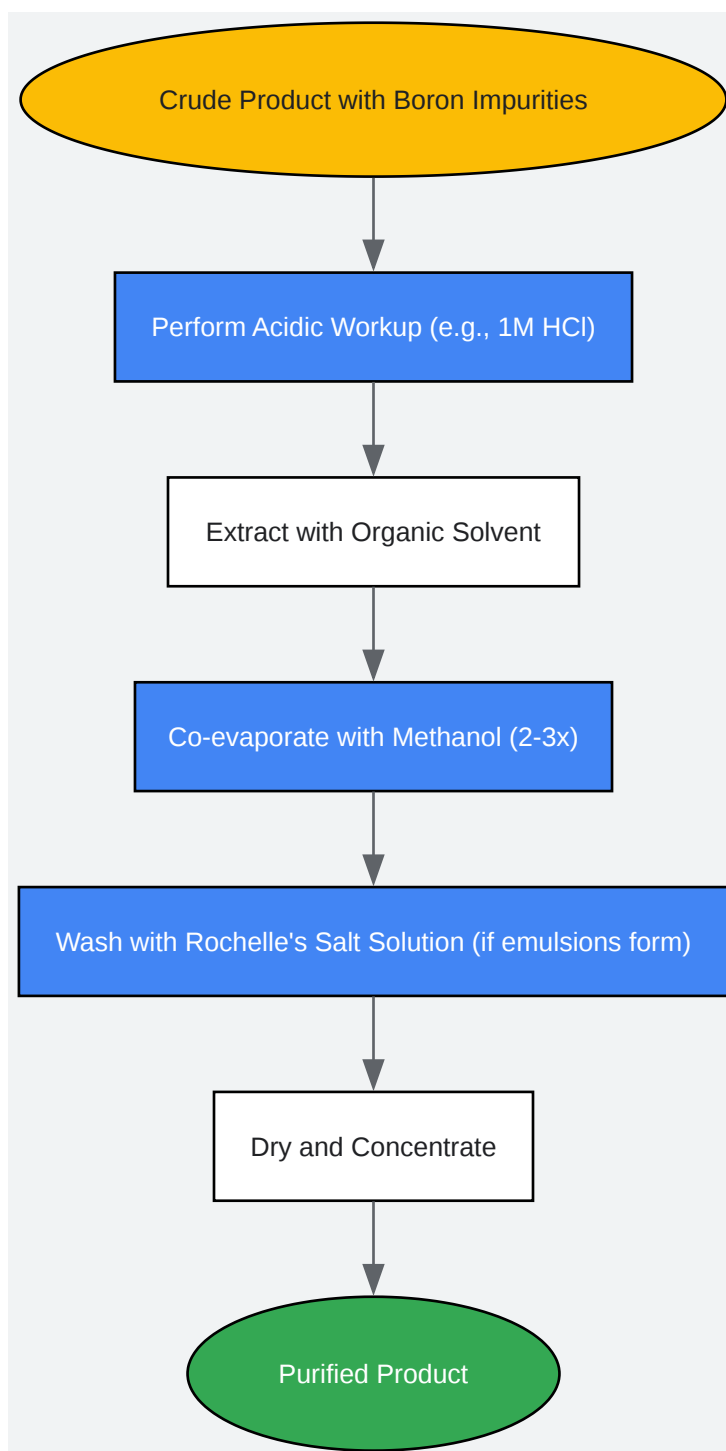 Crude Product with Boron Impurities
Perform Acidic Workup (e.g., 1M HCl)
Extract with Organic Solvent
Co-evaporate with Methanol (2-3x)
Wash with Rochelle's Salt Solution (if emulsions form)
Dry and Concentrate
Purified Product